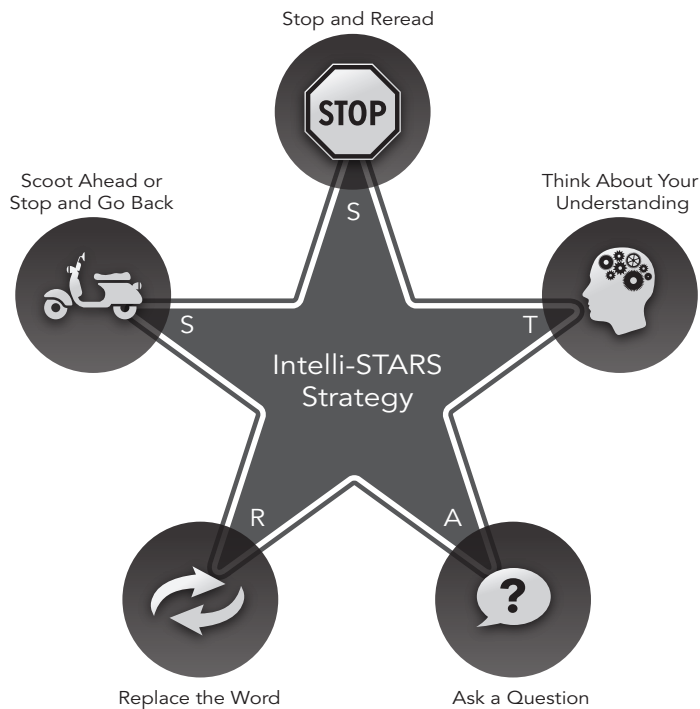 Stop and Reread
STOP
S
Scoot Ahead or
Stop and Go Back
Think About Your
Understanding
S
T
Intelli-STARS
Strategy
R
A
?
Replace the Word
Ask a Question